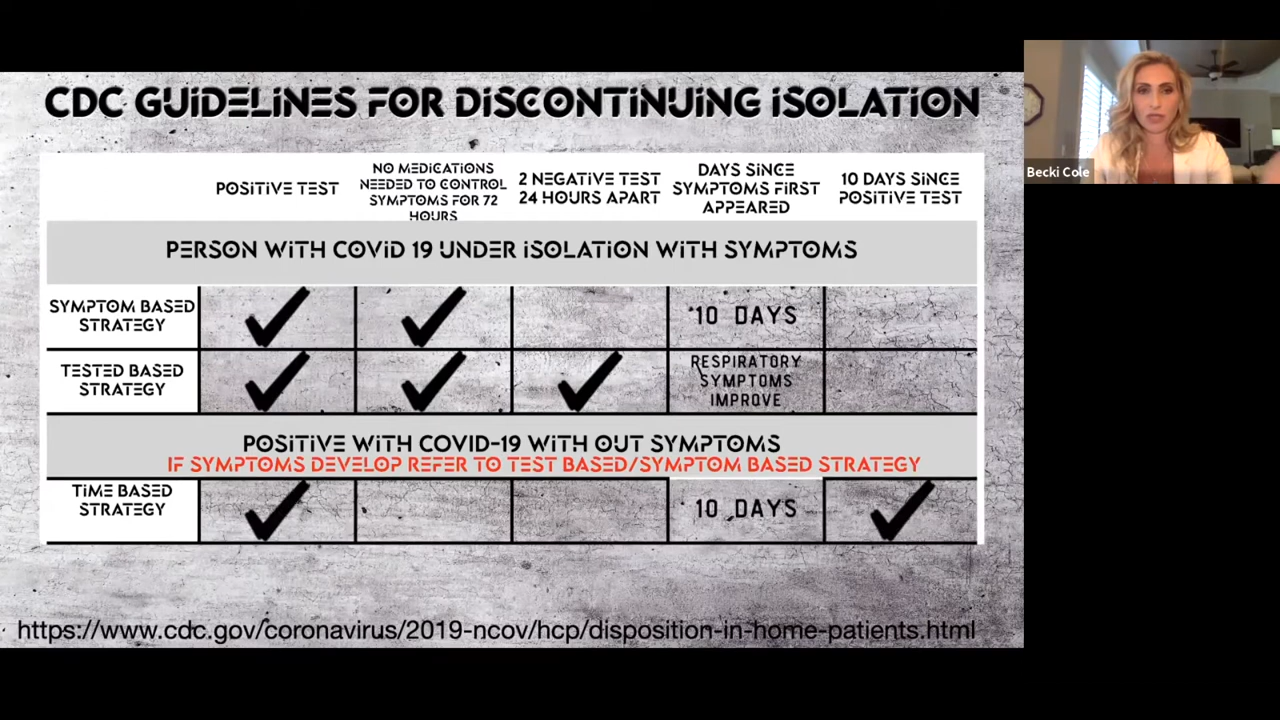 CDC GUIDELINES FOR DISCONTINUING ISOLATION
Becki Cole
POSITIVE TEST
NO MEDICATIONS
NEEDED TO CONTROL
SYMPTOMS FOR 72
HOURS
2 NEGATIVE TEST
24 HOURS APART
DAYS SINCE
SYMPTOMS FIRST
APPEARED
10 DAYS SINCE
POSITIVE TEST
PERSON WITH COVID 19 UNDER ISOLATION WITH SYMPTOMS
SYMPTOM BASED
STRATEGY
10 DAYS
TESTED BASED
STRATEGY
RESPIRATORY
SYMPTOMS
IMPROVE
POSITIVE WITH COVID-19 WITH OUT SYMPTOMS
IF SYMPTOMS DEVELOP REFER TO TEST BASED/SYMPTOM BASED STRATEGY
TIME BASED
STRATEGY
10 DAYS
https://www.cdc.gov/coronavirus/2019-ncov/hcp/disposition-in-home-patients.html